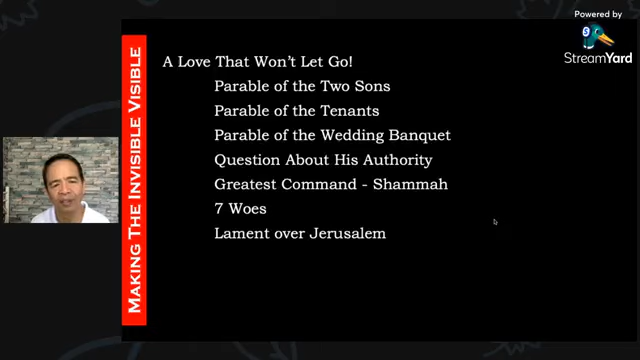 Powered by
StreamYard
MAKING THE INVISIBLE VISIBLE
A Love That Won't Let Go!
Parable of the Two Sons
Parable of the Tenants
Parable of the Wedding Banquet
Question About His Authority
Greatest Command - Shammah
7 Woes
Lament over Jerusalem